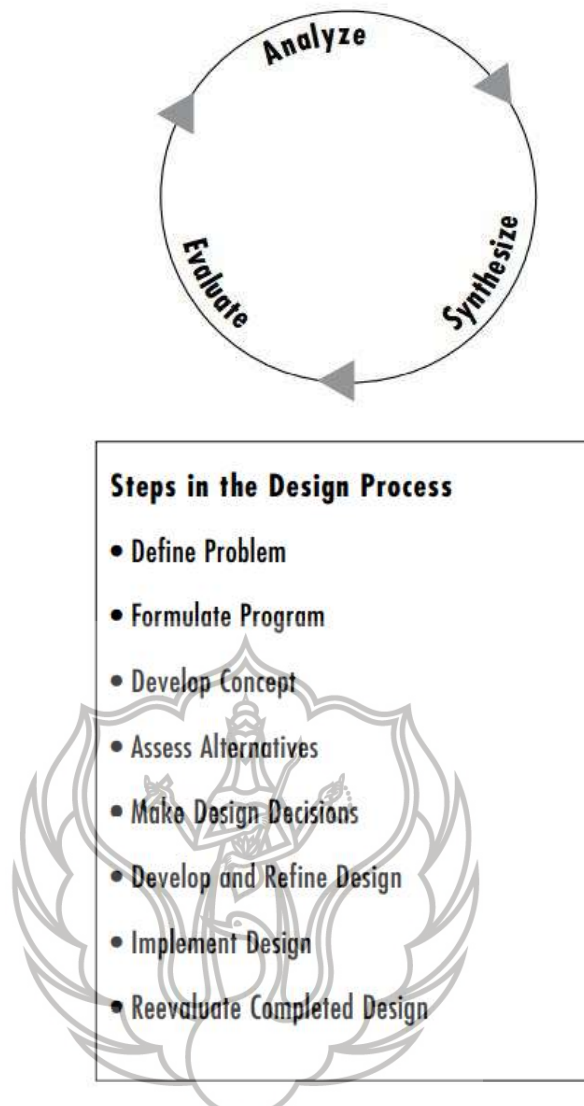 Analyze
Synthesize
Evaluate
Steps in the Design Process
• Define Problem
• Formulate Program
• Develop Concept
• Assess Alternatives
• Make Design Decisions
• Develop and Refine Design
• Implement Design
• Reevaluate Completed Design